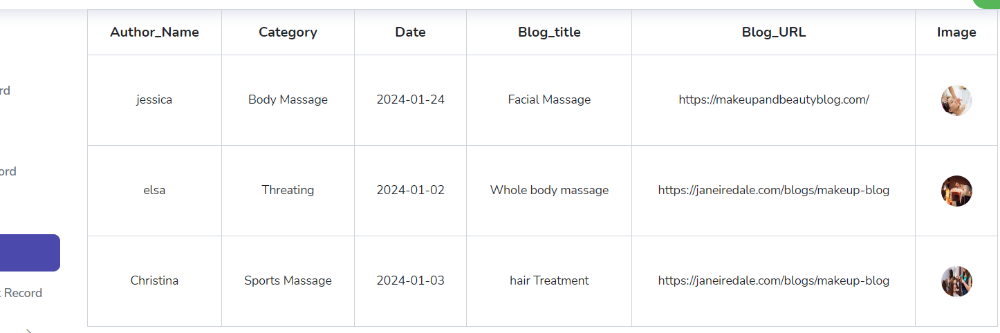 Author_Name Category Date Blog_title Blog_URL Image
rd
jessica Body Massage 2024-01-24 Facial Massage https://makeupandbeautyblog.com/
ord
elsa Threating 2024-01-02 Whole body massage https://janeiredale.com/blogs/makeup-blog
Christina Sports Massage 2024-01-03 hair Treatment https://janeiredale.com/blogs/makeup-blog
Record